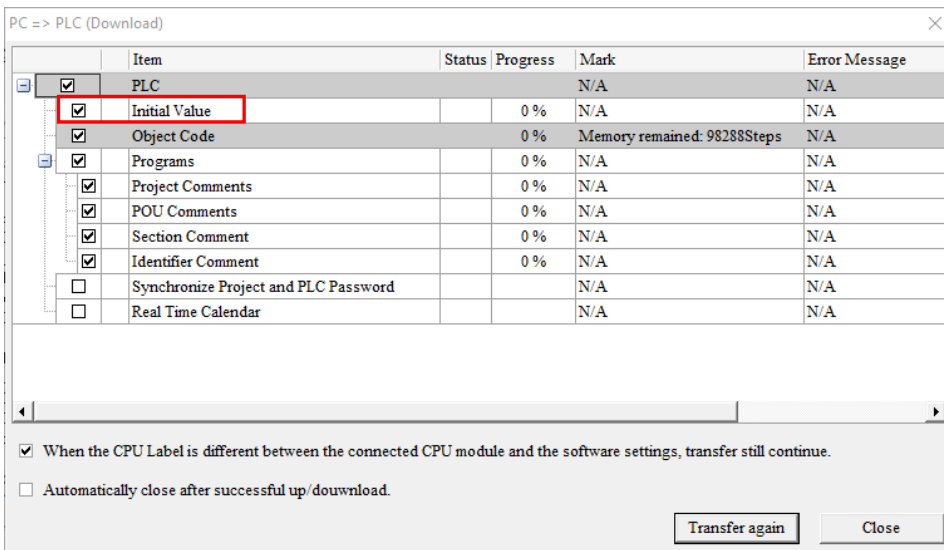 PC => PLC (Download)
Item Status Progress Mark Error Message
PLC N/A N/A
Initial Value 0 % N/A N/A
Object Code 0 % Memory remained: 98288Steps N/A
Programs 0 % N/A N/A
Project Comments 0 % N/A N/A
POU Comments 0 % N/A N/A
Section Comment 0 % N/A N/A
Identifier Comment 0 % N/A N/A
Synchronize Project and PLC Password N/A N/A
Real Time Calendar N/A N/A
When the CPU Label is different between the connected CPU module and the software settings, transfer still continue.
Automatically close after successful up/douwnload.
Transfer again Close